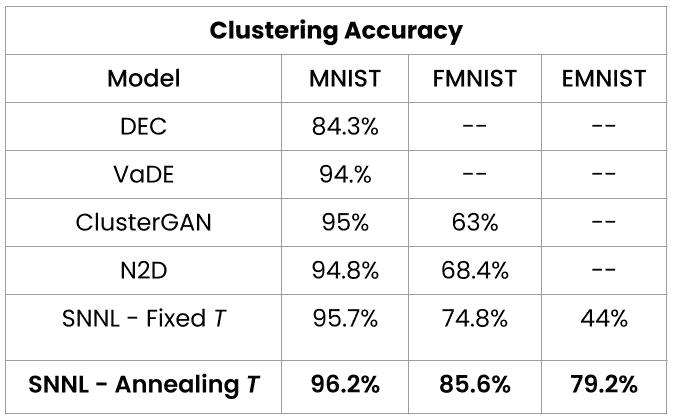 Clustering Accuracy
Model MNIST FMNIST EMNIST
DEC 84.3% -- --
VaDE 94.% -- --
ClusterGAN 95% 63% --
N2D 94.8% 68.4% --
SNNL - Fixed T 95.7% 74.8% 44%
SNNL - Annealing T 96.2% 85.6% 79.2%